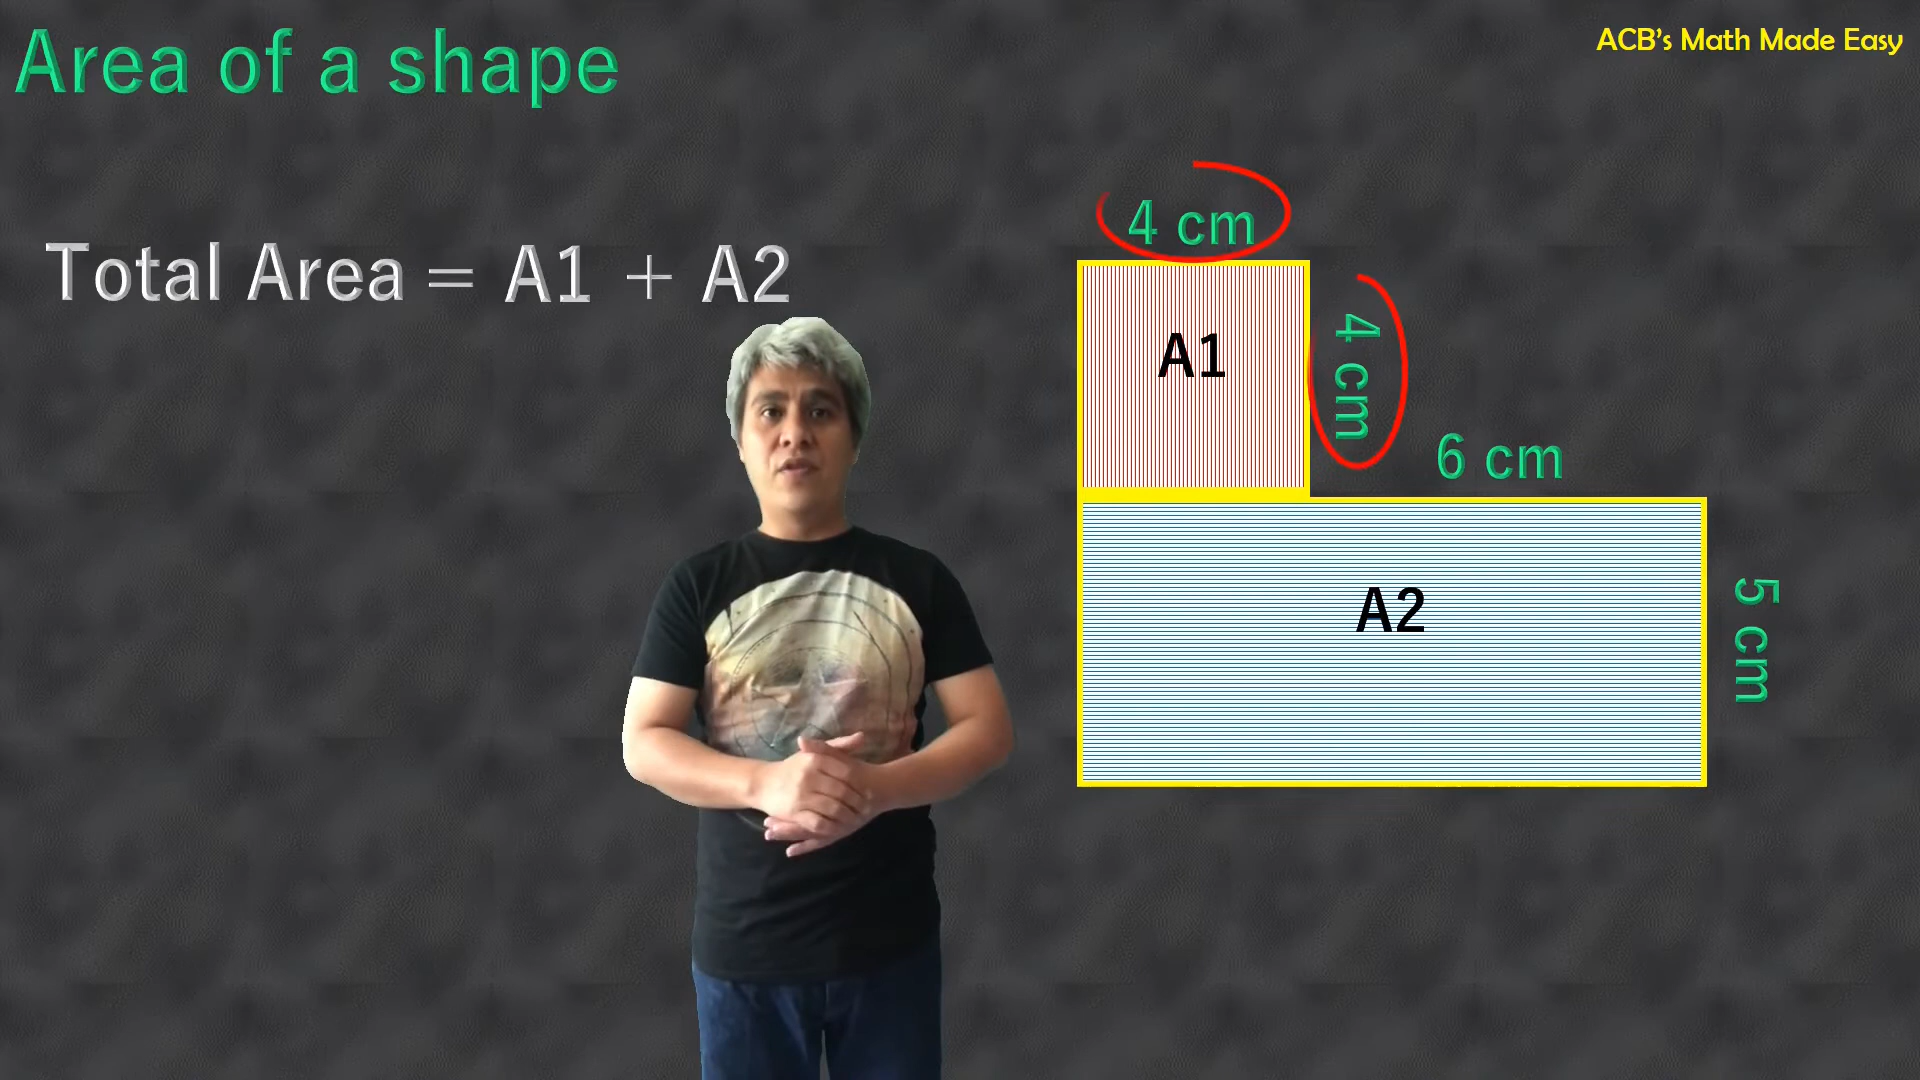 Area of a shape
ACB's Math Made Easy
Total Area = A1 + A2
4 cm
A1
4 cm
6 cm
A2
5 cm